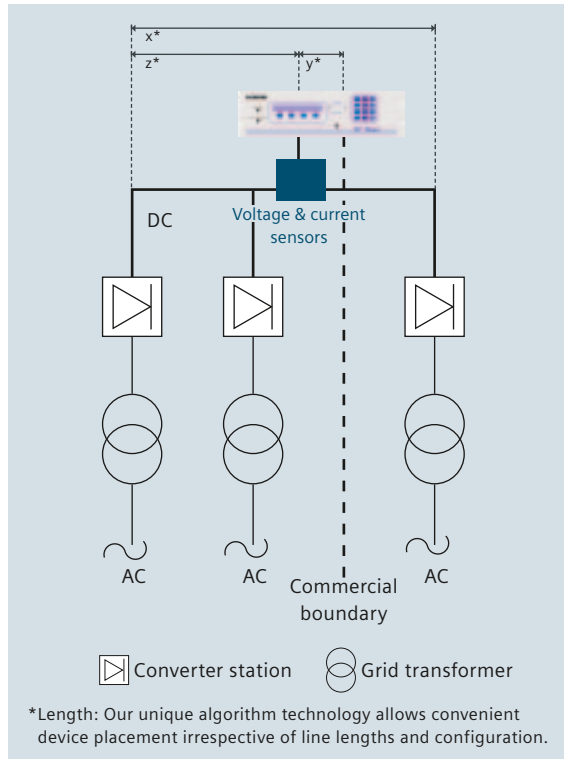 x*
z*
y*
DC
Voltage & current
sensors
AC
AC
AC
Commercial
boundary
Converter station
Grid transformer
*Length: Our unique algorithm technology allows convenient
device placement irrespective of line lengths and configuration.